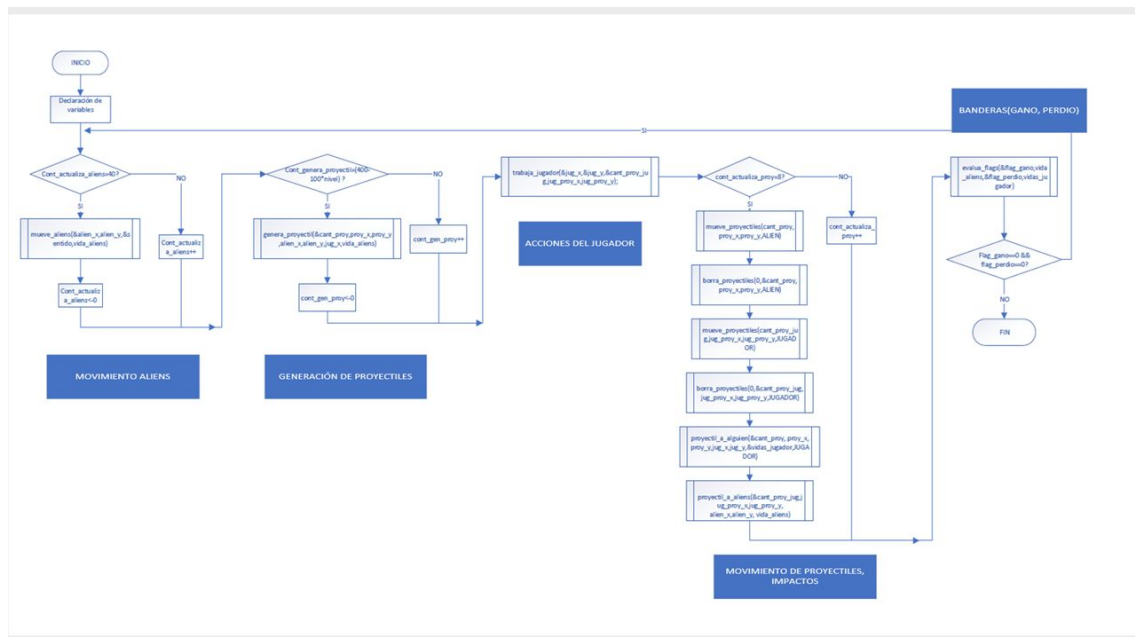 INICIO
Declaración de
variables
Cont_actualiza_aliens=40?
NO
SI
mueve_aliens(&alien_x,alien_y,&s
entido,vida_aliens)
Cont_actualiz
a_aliens++
Cont_actualiz
a_aliens<-0
MOVIMIENTO ALIENS
Cont_genera_proyectil=(400-
100*nivel) ?
NO
SI
genera_proyectil(&cant_proy,proy_x,proy_y
,alien_x,alien_y,jug_x,vida_aliens)
cont_gen_proy++
cont_gen_proy<-0
GENERACIÓN DE PROYECTILES
trabaja_jugador(&jug_x,&jug_y,&cant_proy_ju
g,jug_proy_x,jug_proy_y);
ACCIONES DEL JUGADOR
cont_actualiza_proy=8?
NO
SI
cont_actualiza_
proy++
mueve_proyectiles(cant_proy,
proy_x,proy_y,ALIEN)
borra_proyectiles(0,&cant_proy,
proy_x,proy_y,ALIEN)
mueve_proyectiles(cant_proy_ju
g,jug_proy_x,jug_proy_y,JUGAD
OR)
borra_proyectiles(0,&cant_proy_jug,
jug_proy_x,jug_proy_y,JUGADOR)
proyectil_a_alguien(&cant_proy, proy_x,
proy_y,jug_x,jug_y,&vidas_jugador,JUGA
DOR)
proyectil_a_aliens(&cant_proy_jug,j
ug_proy_x,jug_proy_y,
alien_x,alien_y, vida_aliens)
MOVIMIENTO DE PROYECTILES,
IMPACTOS
BANDERAS(GANO, PERDIO)
SI
evalua_flags(&flag_gano,vida
_aliens,&flag_perdio,vidas_ju
gador)
Flag_gano==0 &&
flag_perdio==0?
NO
FIN